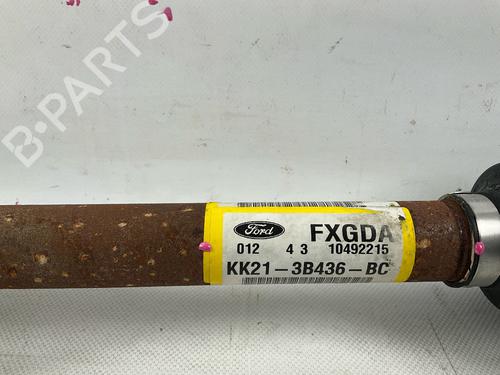 B-PARTS
Ford
FXGDA
012 4 3 10492215
KK21-3B436-BC